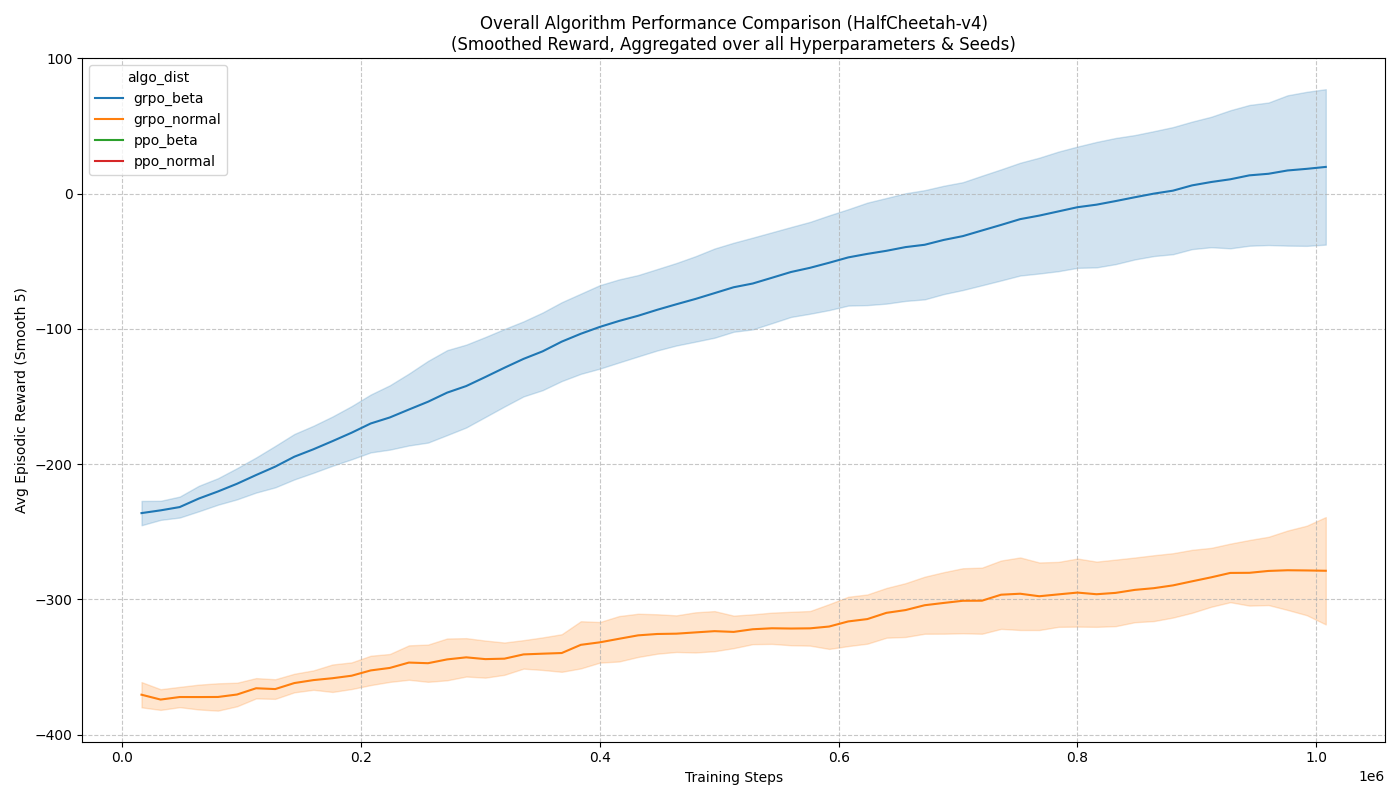 Overall Algorithm Performance Comparison (HalfCheetah-v4)
(Smoothed Reward, Aggregated over all Hyperparameters & Seeds)
algo_dist
grpo_beta
grpo_normal
ppo_beta
ppo_normal
Avg Episodic Reward (Smooth 5)
100
0
−100
−200
−300
−400
0.0 0.2 0.4 0.6 0.8 1.0
1e6
Training Steps